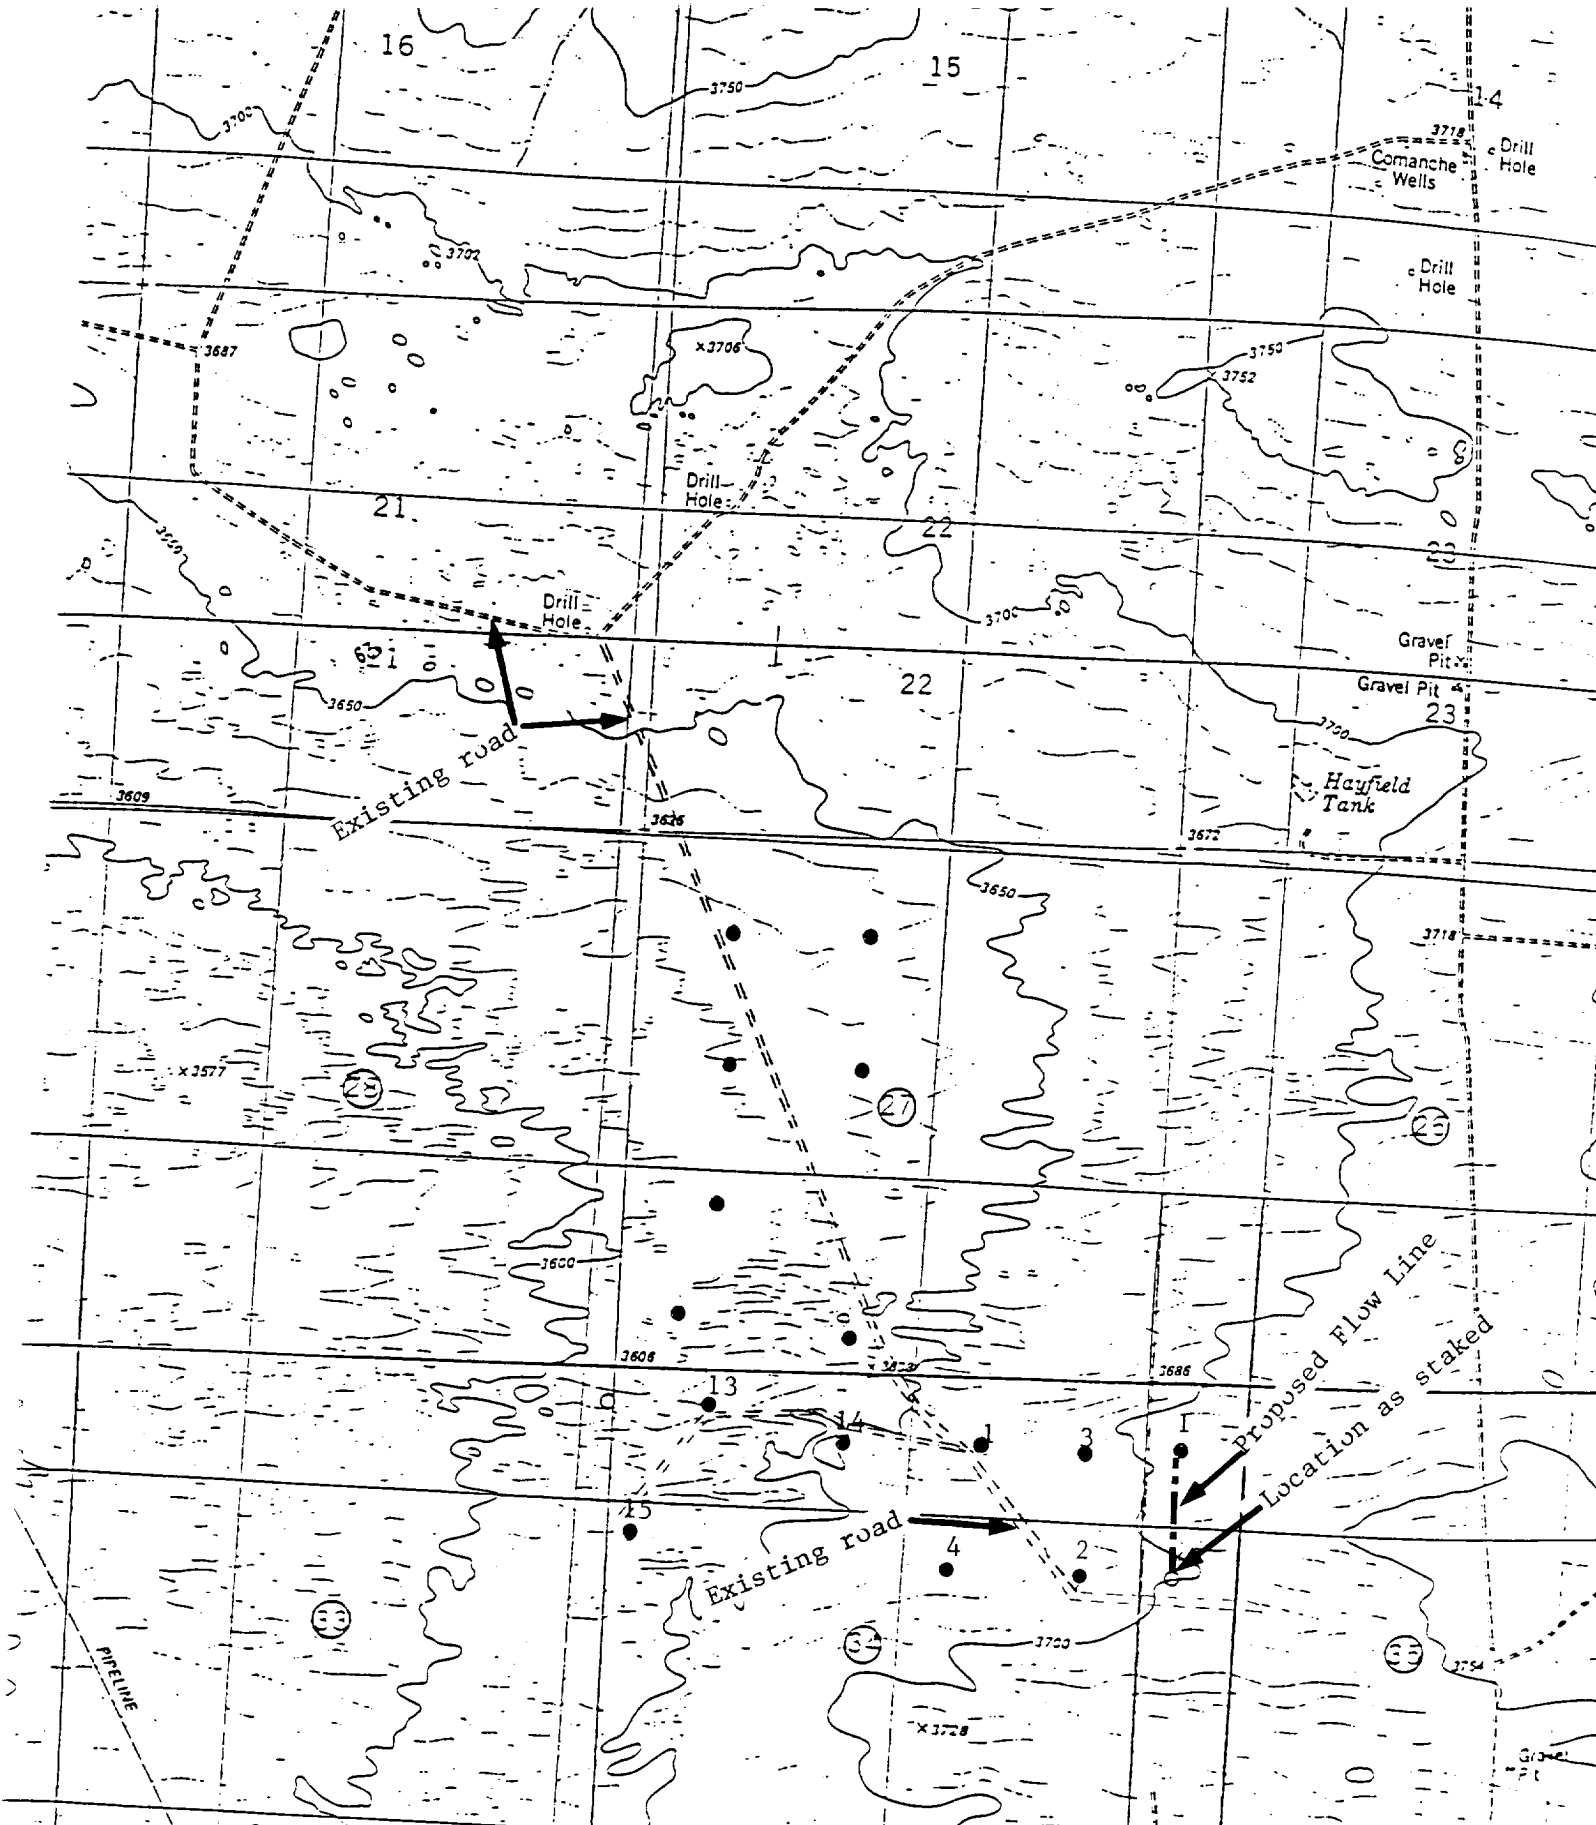 16
15
14
3750
3700
3718
Comanche
Wells
Drill
Hole
3702
Drill
Hole
3687
×3706
3750
×3752
Drill
Hole
21
22
23
3700
Drill
Hole
Gravel
Pit
Gravel Pit
22
23
3650
3700
Existing road
Hayfield
Tank
3609
3626
3672
3650
3718
×3577
28
27
26
3600
3606
3686
Proposed Flow Line
Location as staked
13
14
1
3
1
15
Existing road
4
2
33
34
35
3700
3754
PIPELINE
×3728
Gravel
Pit